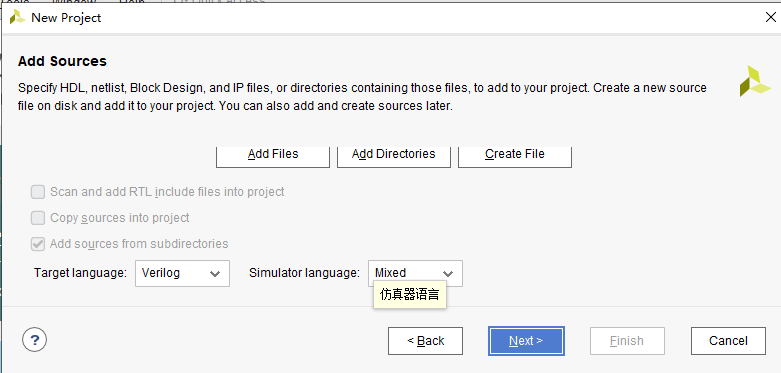 New Project
Add Sources
Specify HDL, netlist, Block Design, and IP files, or directories containing those files, to add to your project. Create a new source
file on disk and add it to your project. You can also add and create sources later.
Add Files Add Directories Create File
Scan and add RTL include files into project
Copy sources into project
Add sources from subdirectories
Target language: Verilog Simulator language: Mixed
仿真器语言
? < Back Next > Finish Cancel